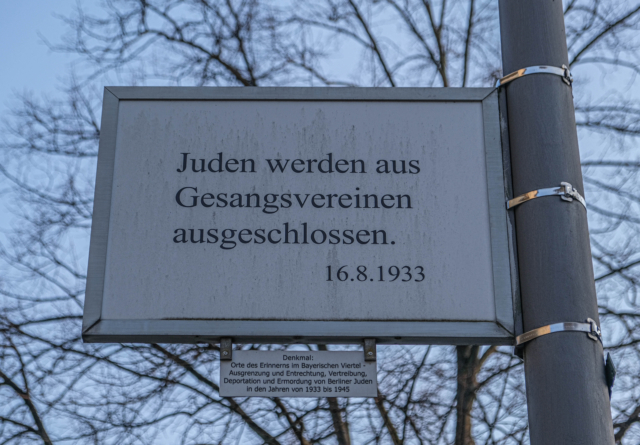 Juden werden aus
Gesangsvereinen
ausgeschlossen.
16.8.1933
Denkmal:
Orte des Erinnerns im Bayerischen Viertel -
Ausgrenzung und Entrechtung, Vertreibung,
Deportation und Ermordung von Berliner Juden
in den Jahren von 1933 bis 1945